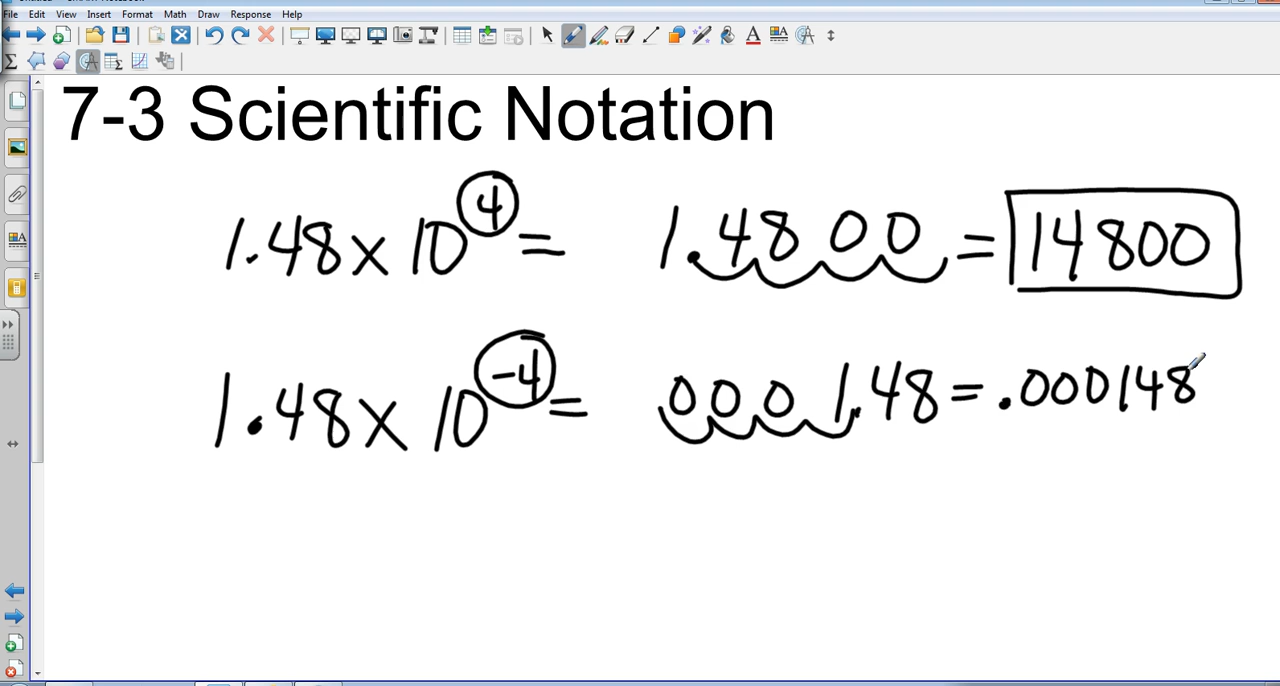 File Edit View Insert Format Math Draw Response Help
7-3 Scientific Notation
1.48 x 10^4 = 1.4800 = 14800
1.48 x 10^-4 = 0001.48 = .000148